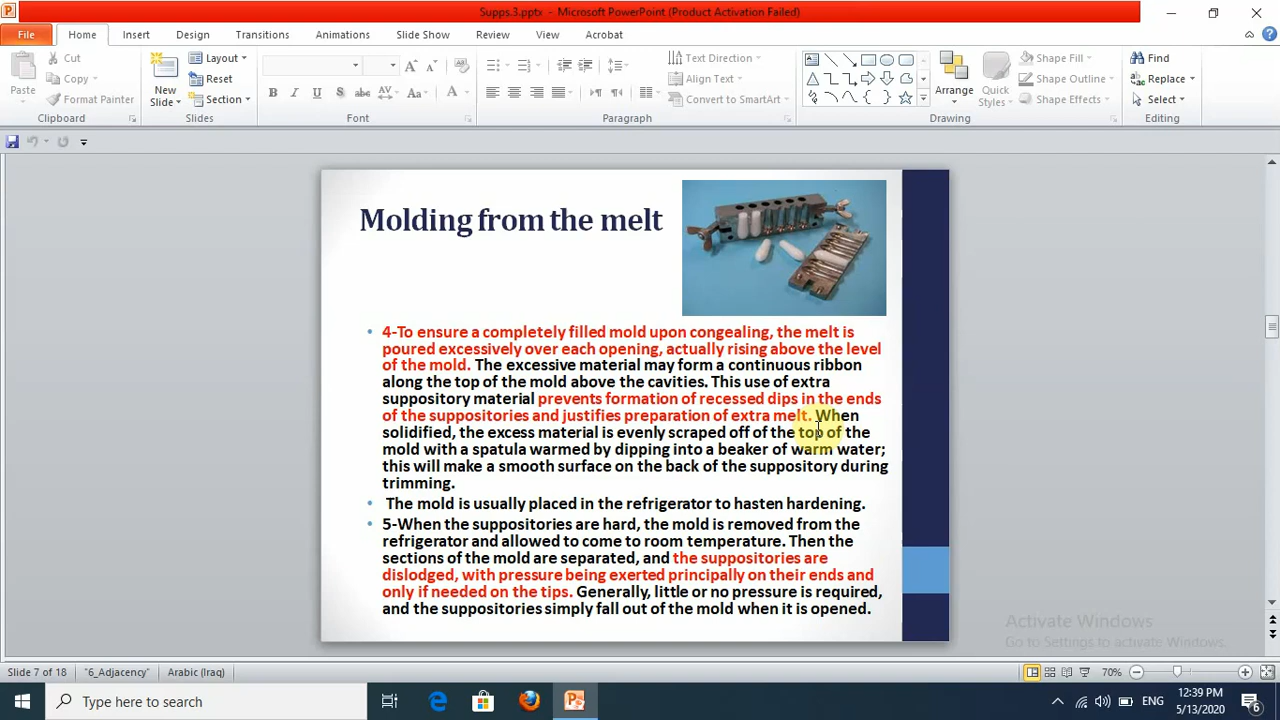 Supps.3.pptx - Microsoft PowerPoint (Product Activation Failed)
File Home Insert Design Transitions Animations Slide Show Review View Acrobat
Cut Layout Text Direction Shape Fill Find
Copy Reset Align Text Shape Outline Replace
Paste Format Painter New Slide Section Convert to SmartArt Arrange Quick Styles Shape Effects Select
Clipboard Slides Font Paragraph Drawing Editing
Molding from the melt
• 4-To ensure a completely filled mold upon congealing, the melt is
poured excessively over each opening, actually rising above the level
of the mold. The excessive material may form a continuous ribbon
along the top of the mold above the cavities. This use of extra
suppository material prevents formation of recessed dips in the ends
of the suppositories and justifies preparation of extra melt. When
solidified, the excess material is evenly scraped off of the top of the
mold with a spatula warmed by dipping into a beaker of warm water;
this will make a smooth surface on the back of the suppository during
trimming.
• The mold is usually placed in the refrigerator to hasten hardening.
• 5-When the suppositories are hard, the mold is removed from the
refrigerator and allowed to come to room temperature. Then the
sections of the mold are separated, and the suppositories are
dislodged, with pressure being exerted principally on their ends and
only if needed on the tips. Generally, little or no pressure is required,
and the suppositories simply fall out of the mold when it is opened.
Activate Windows
Go to Settings to activate Windows.
Slide 7 of 18 "6_Adjacency" Arabic (Iraq) 70%
Type here to search ENG 12:39 PM
5/13/2020 6